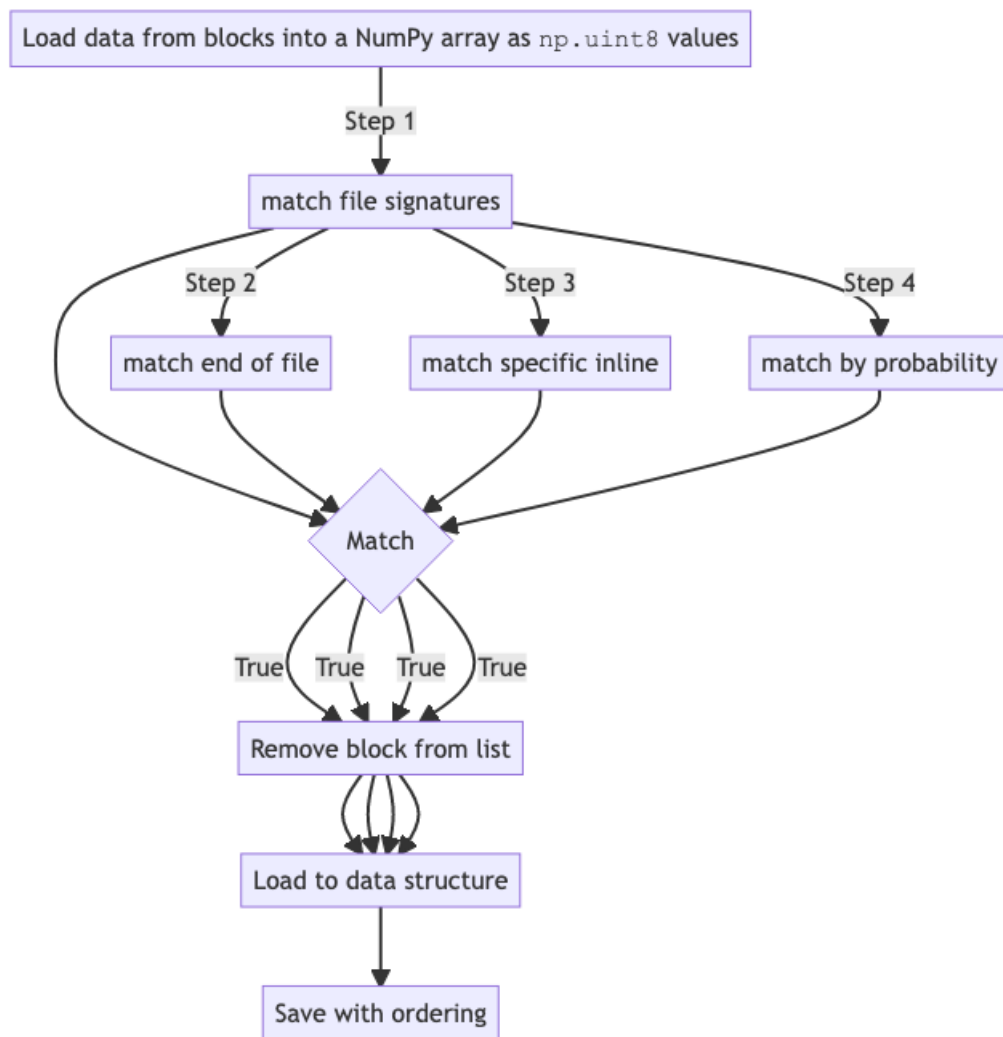 Load data from blocks into a NumPy array as np.uint8 values
Step 1
match file signatures
Step 2
Step 3
Step 4
match end of file
match specific inline
match by probability
Match
True
True
True
True
Remove block from list
Load to data structure
Save with ordering